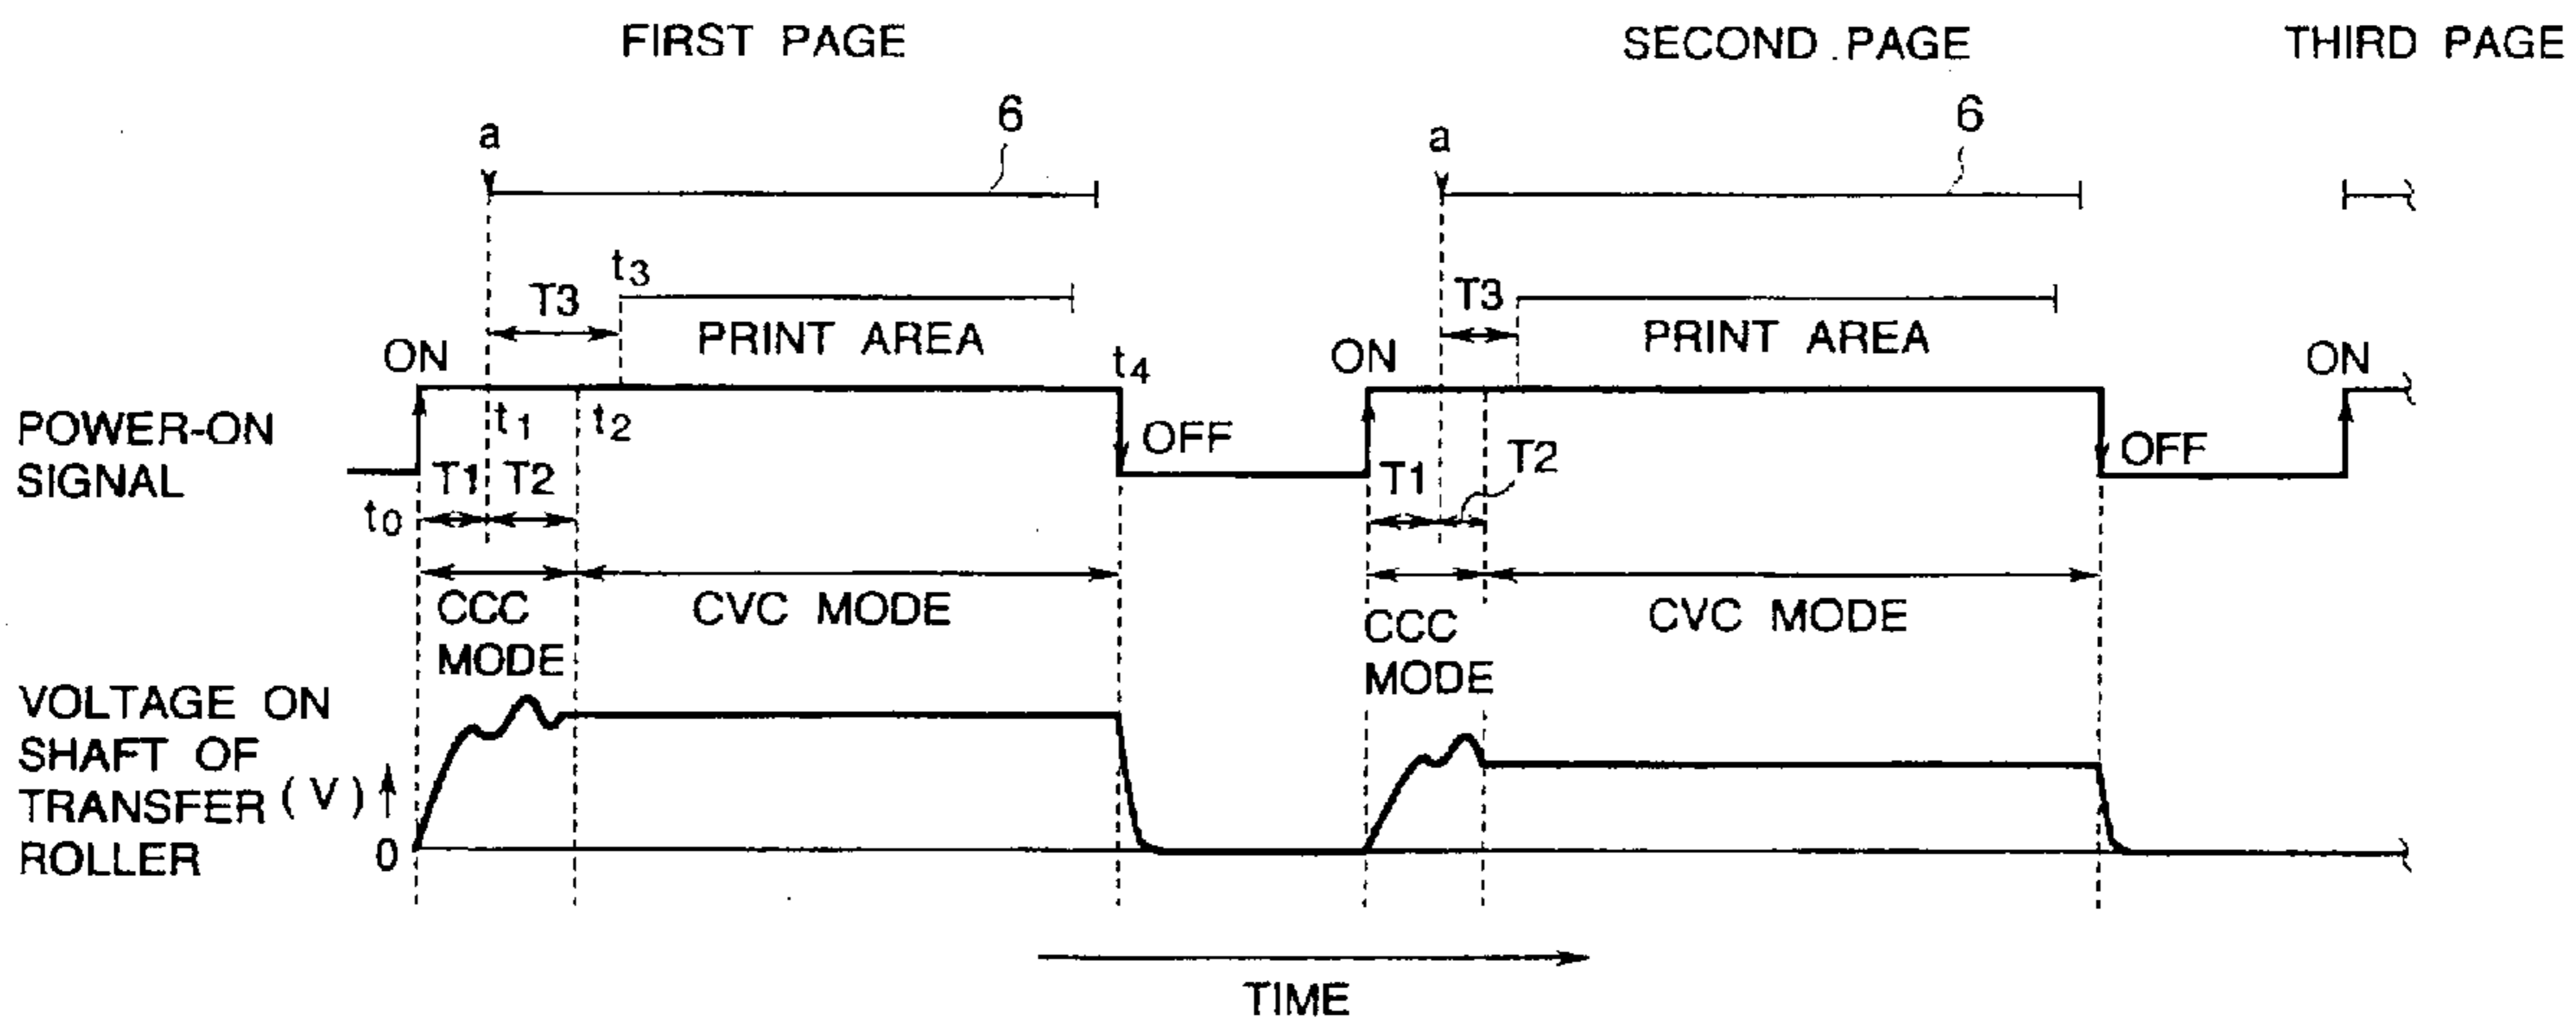 FIRST PAGE
SECOND PAGE
THIRD PAGE
6
6
a
a
t3
T3
T3
PRINT AREA
PRINT AREA
ON
t4
ON
ON
POWER-ON
SIGNAL
t1
t2
OFF
OFF
T1
T2
T1
T2
t0
CCC
MODE
CVC MODE
CCC
MODE
CVC MODE
VOLTAGE ON
SHAFT OF
TRANSFER (V)
ROLLER
0
TIME